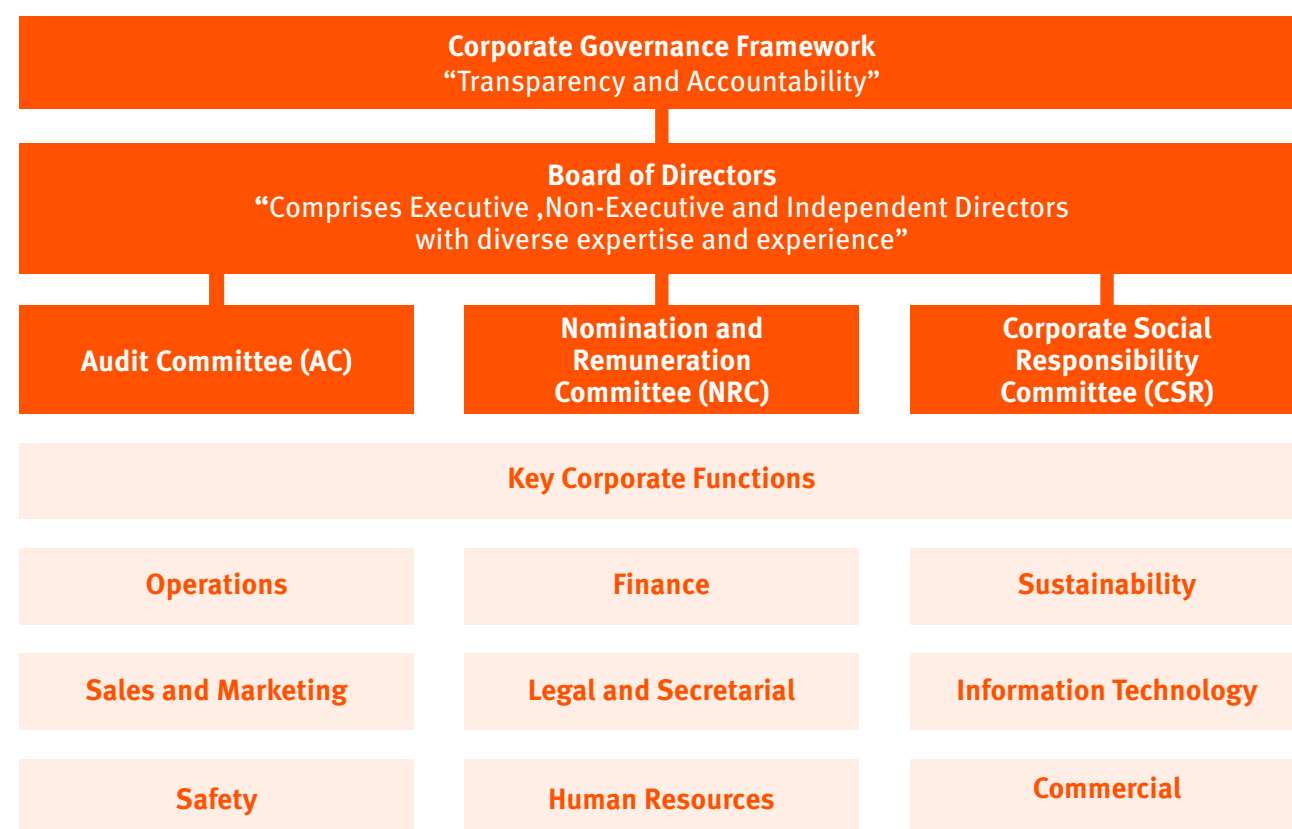 Corporate Governance Framework
“Transparency and Accountability”
Board of Directors
“Comprises Executive ,Non-Executive and Independent Directors
with diverse expertise and experience”
Audit Committee (AC)
Nomination and
Remuneration
Committee (NRC)
Corporate Social
Responsibility
Committee (CSR)
Key Corporate Functions
Operations
Finance
Sustainability
Sales and Marketing
Legal and Secretarial
Information Technology
Safety
Human Resources
Commercial